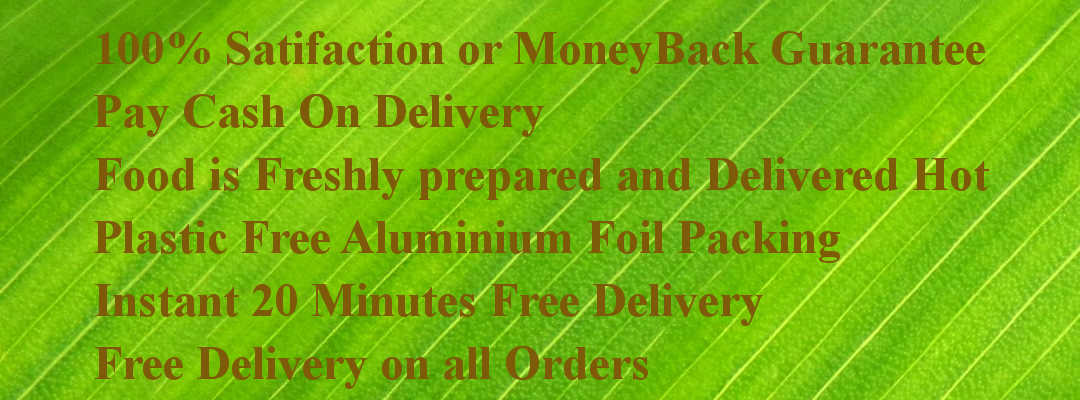 100% Satifaction or MoneyBack Guarantee
Pay Cash On Delivery
Food is Freshly prepared and Delivered Hot
Plastic Free Aluminium Foil Packing
Instant 20 Minutes Free Delivery
Free Delivery on all Orders